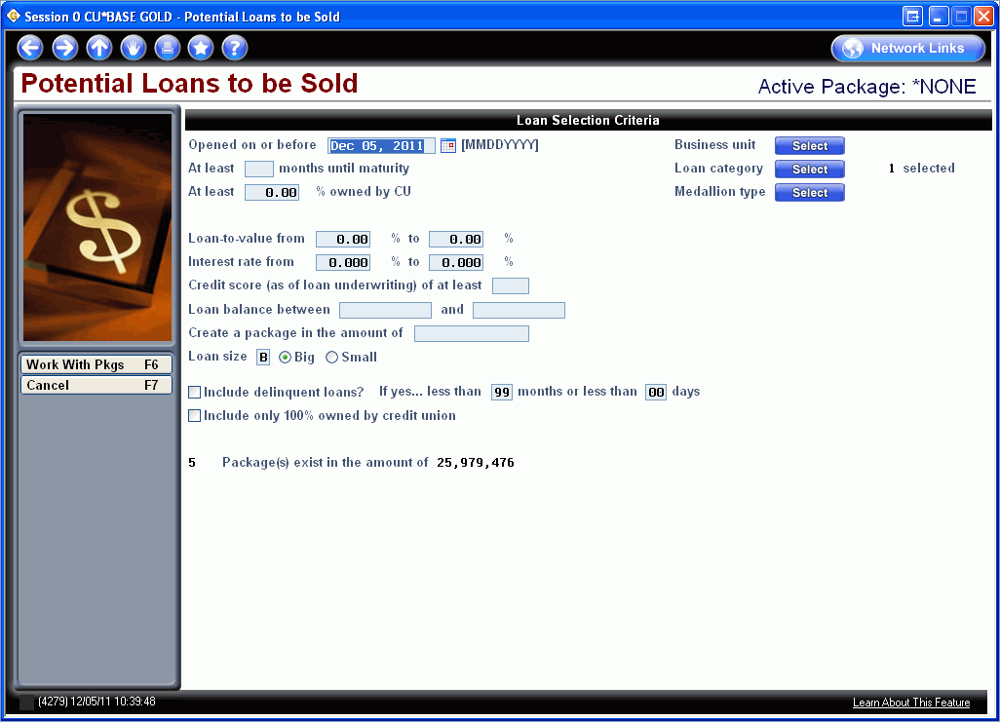 Session 0 CU*BASE GOLD - Potential Loans to be Sold
? Network Links
Potential Loans to be Sold Active Package: *NONE
Loan Selection Criteria
Opened on or before Dec 05, 2011 [MMDDYYYY] Business unit Select
At least months until maturity Loan category Select 1 selected
At least 0.00 % owned by CU Medallion type Select
Loan-to-value from 0.00 % to 0.00 %
Interest rate from 0.000 % to 0.000 %
Credit score (as of loan underwriting) of at least
Loan balance between and
Create a package in the amount of
Loan size B Big Small
Work With Pkgs F6
Cancel F7
Include delinquent loans? If yes... less than 99 months or less than 00 days
Include only 100% owned by credit union
5 Package(s) exist in the amount of 25,979,476
(4279) 12/05/11 10:39:48 Learn About This Feature